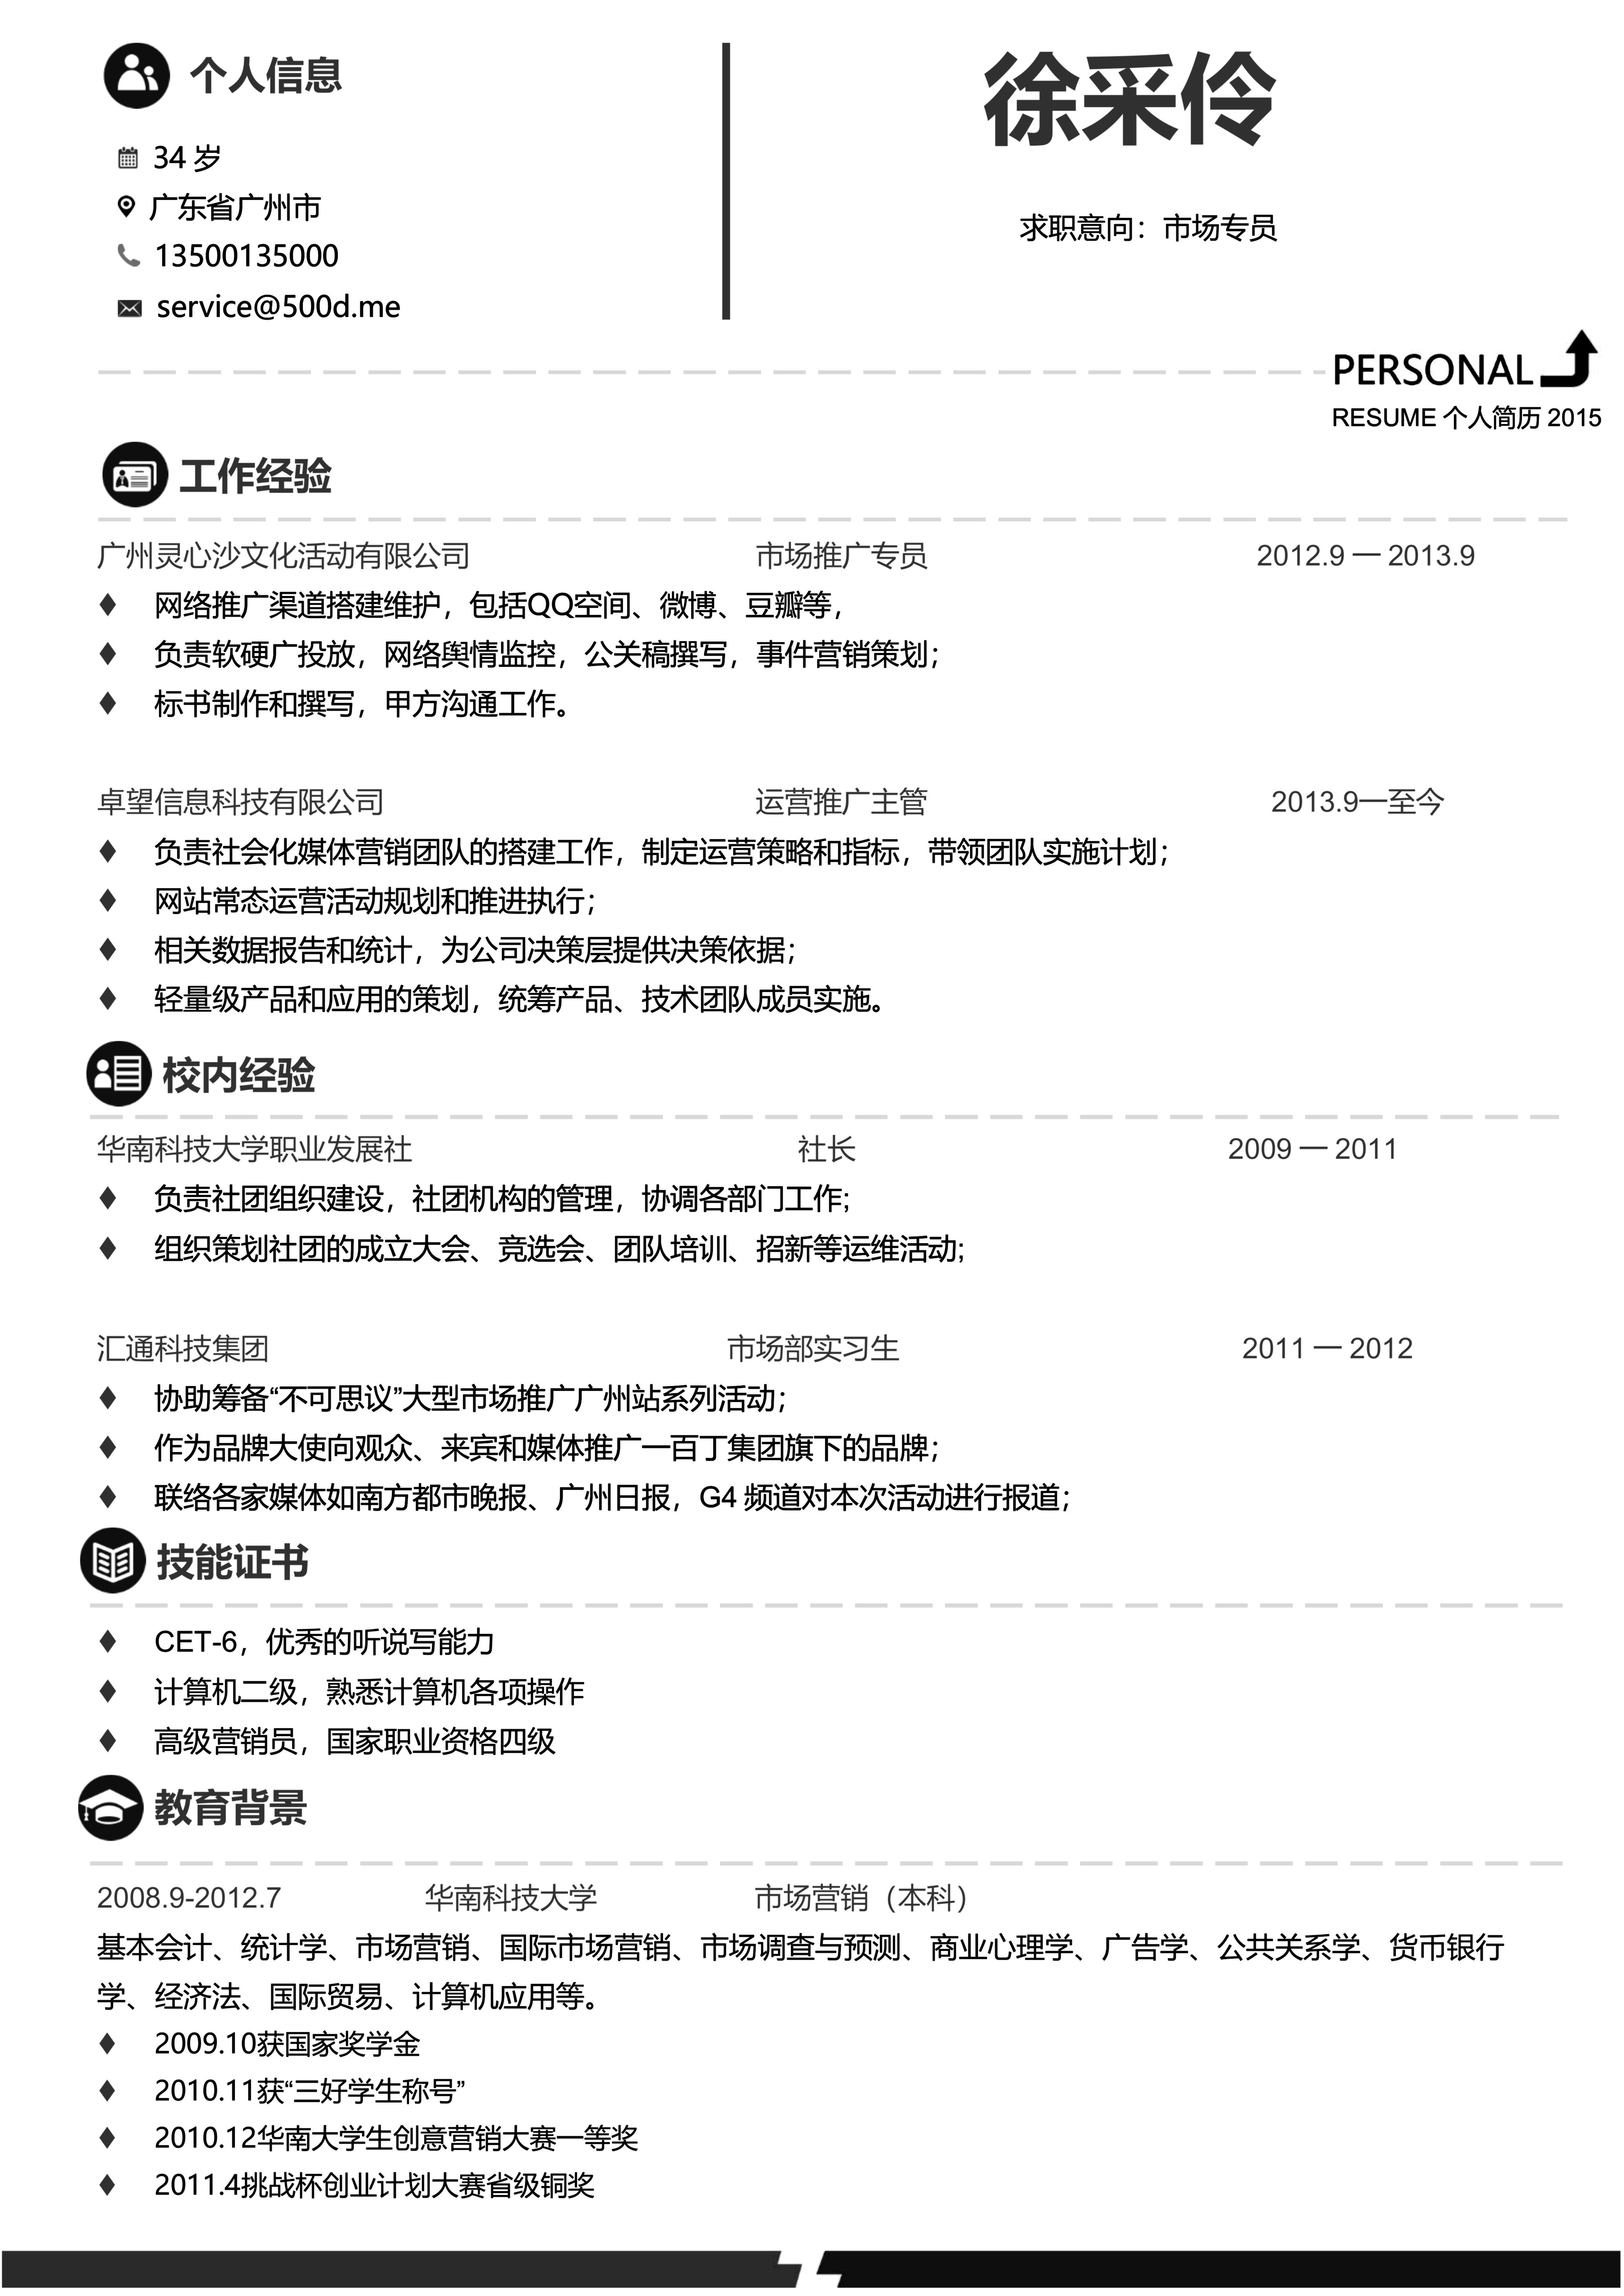 个人信息
34 岁
广东省广州市
13500135000
service@500d.me
徐采伶
求职意向：市场专员
PERSONAL
RESUME 个人简历 2015
工作经验
广州灵心沙文化活动有限公司 市场推广专员 2012.9 一 2013.9
网络推广渠道搭建维护，包括QQ空间、微博、豆瓣等，
负责软硬广投放，网络舆情监控，公关稿撰写，事件营销策划；
标书制作和撰写，甲方沟通工作。
卓望信息科技有限公司 运营推广主管 2013.9一至今
负责社会化媒体营销团队的搭建工作，制定运营策略和指标，带领团队实施计划；
网站常态运营活动规划和推进执行；
相关数据报告和统计，为公司决策层提供决策依据；
轻量级产品和应用的策划，统筹产品、技术团队成员实施。
校内经验
华南科技大学职业发展社 社长 2009 一 2011
负责社团组织建设，社团机构的管理，协调各部门工作;
组织策划社团的成立大会、竞选会、团队培训、招新等运维活动;
汇通科技集团 市场部实习生 2011 一 2012
协助筹备“不可思议”大型市场推广广州站系列活动；
作为品牌大使向观众、来宾和媒体推广一百丁集团旗下的品牌；
联络各家媒体如南方都市晚报、广州日报，G4 频道对本次活动进行报道；
技能证书
CET-6，优秀的听说写能力
计算机二级，熟悉计算机各项操作
高级营销员，国家职业资格四级
教育背景
2008.9-2012.7 华南科技大学 市场营销（本科）
基本会计、统计学、市场营销、国际市场营销、市场调查与预测、商业心理学、广告学、公共关系学、货币银行
学、经济法、国际贸易、计算机应用等。
2009.10获国家奖学金
2010.11获“三好学生称号”
2010.12华南大学生创意营销大赛一等奖
2011.4挑战杯创业计划大赛省级铜奖